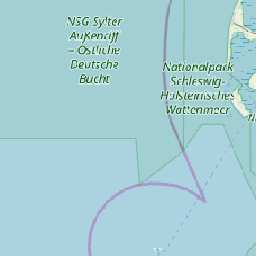 NSG Sylter
Außenriff
– Östliche
Deutsche
Bucht
Nationalpark
Schleswig-
Holsteinisches
Wattenmeer